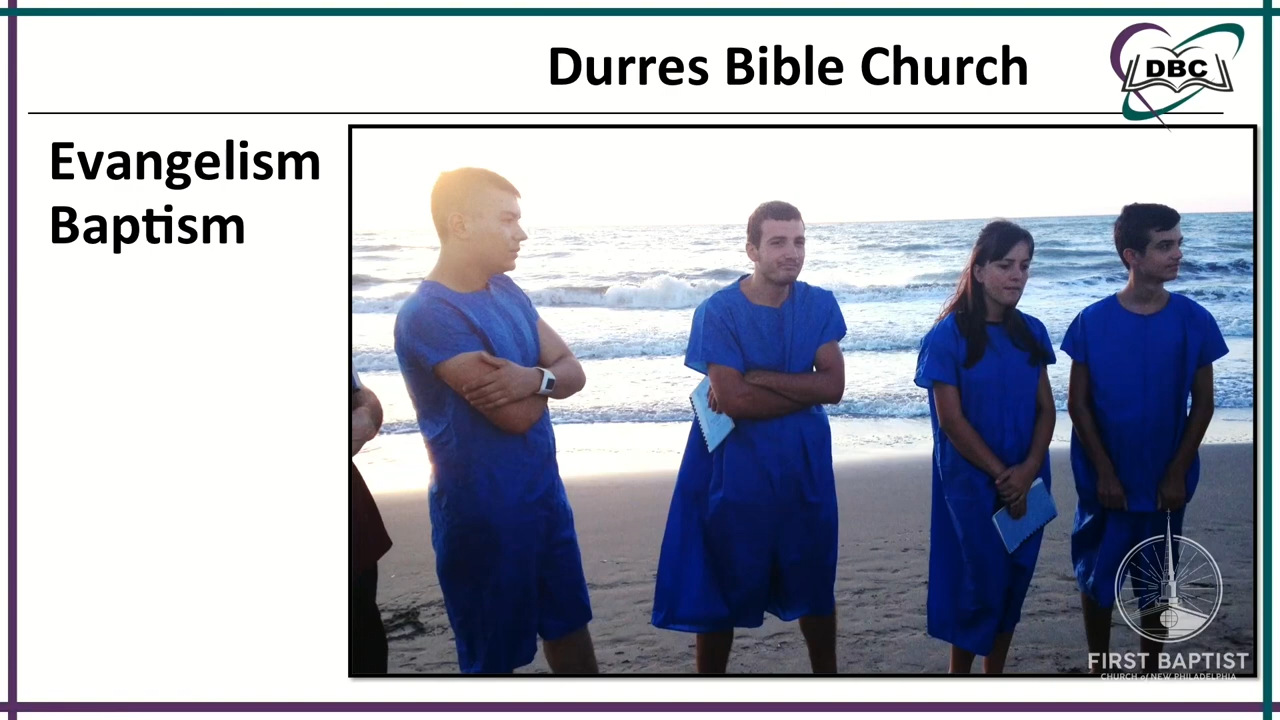 Durres Bible Church
DBC
Evangelism
Baptism
FIRST BAPTIST
CHURCH of NEW PHILADELPHIA